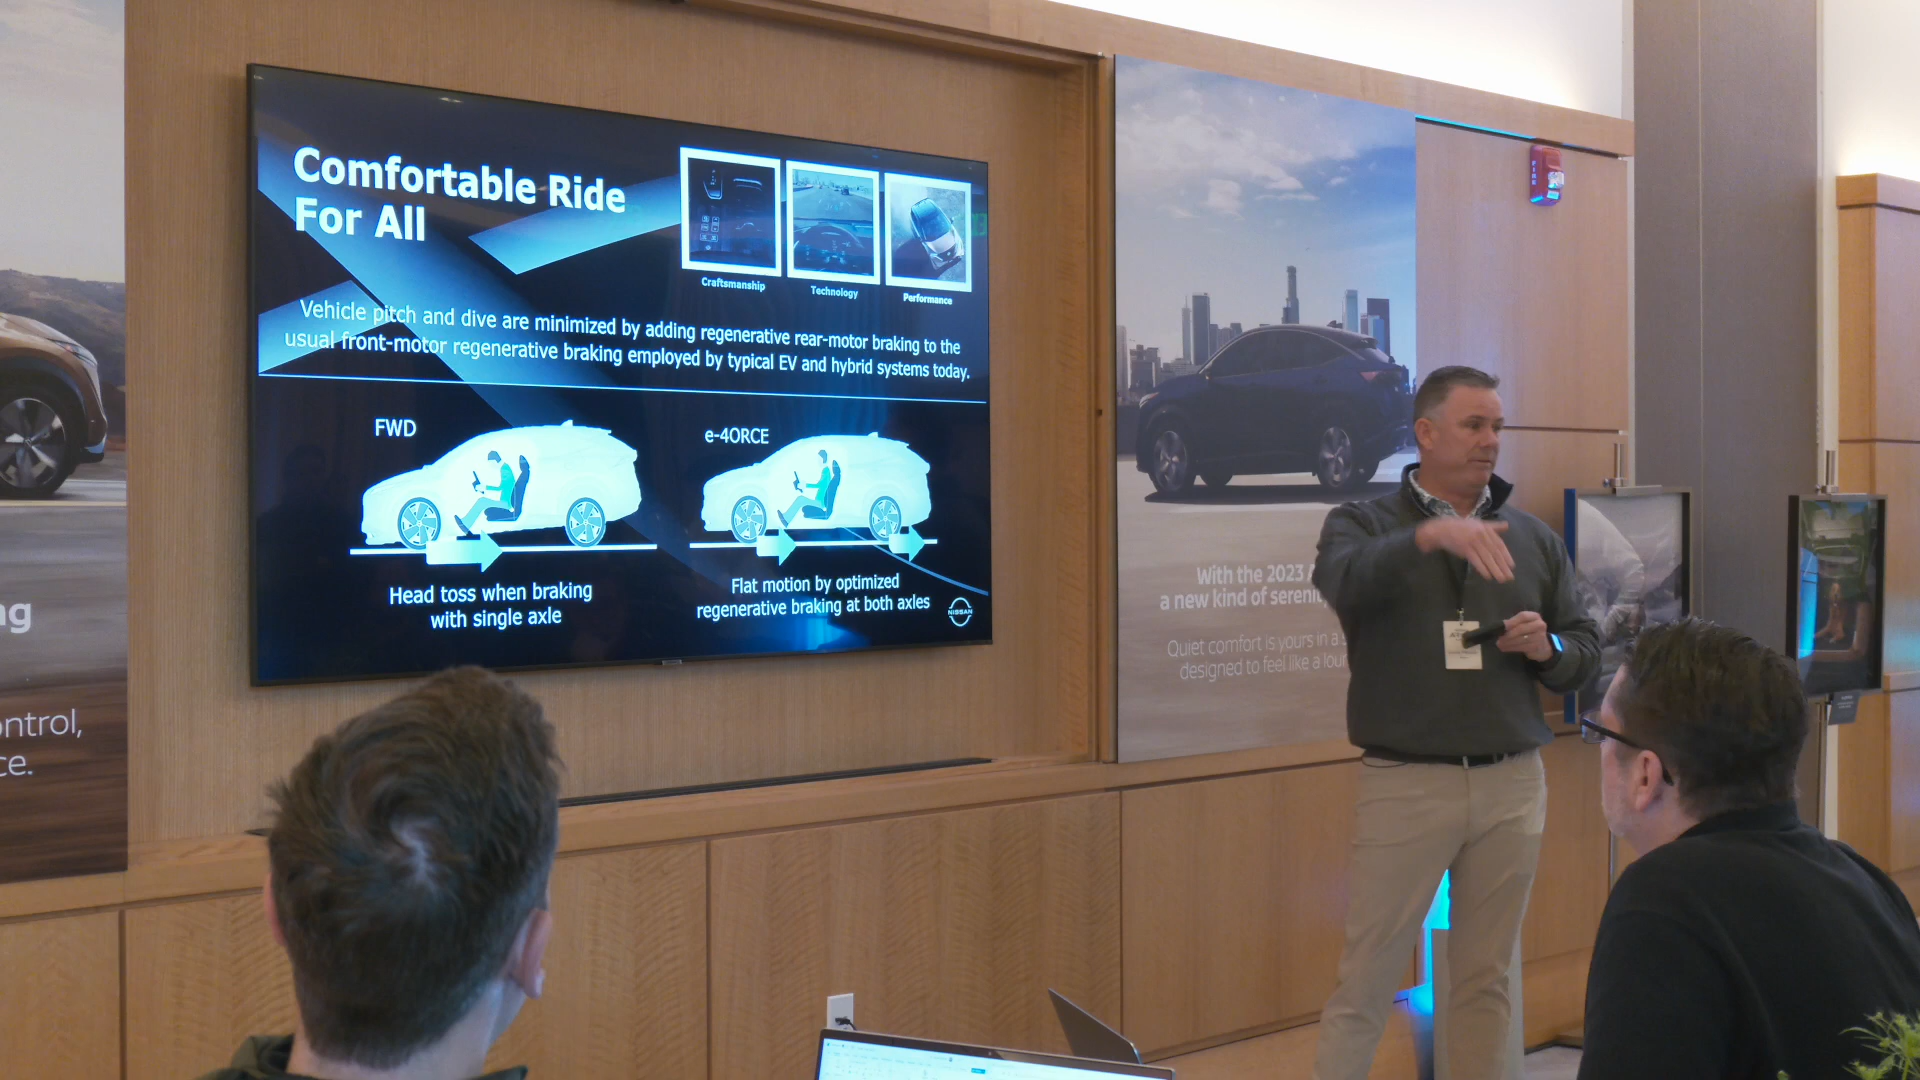 Comfortable Ride
For All
Craftsmanship
Technology
Performance
Vehicle pitch and dive are minimized by adding regenerative rear-motor braking to the
usual front-motor regenerative braking employed by typical EV and hybrid systems today.
FWD
e-4ORCE
Head toss when braking
with single axle
Flat motion by optimized
regenerative braking at both axles
NISSAN
With the 2023
a new kind of
Quiet comfort is yours in a
designed to feel like a
ng
ontrol,
ce.
FIRE